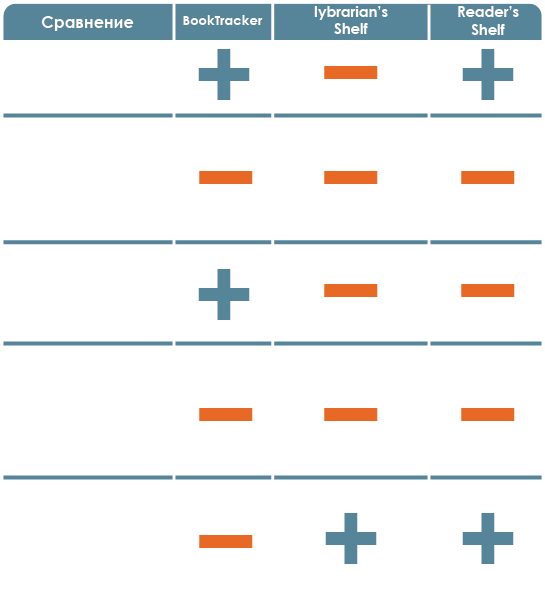 Сравнение
BookTracker
lybrarian's
Shelf
Reader's
Shelf